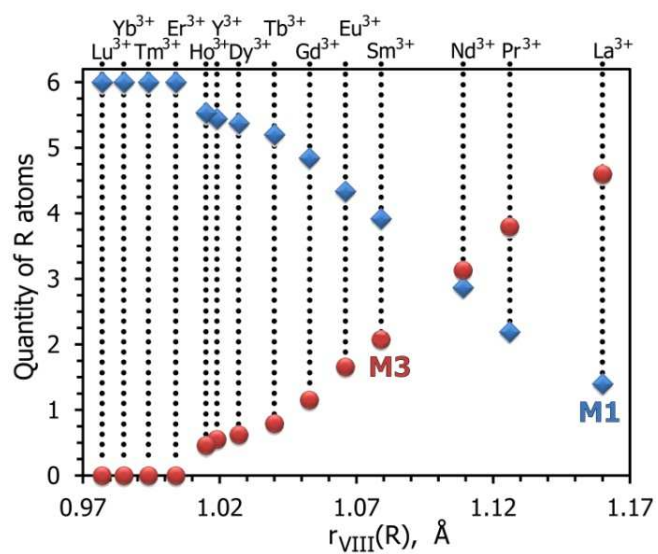 Yb³⁺ Er³⁺ Y³⁺ Tb³⁺ Eu³⁺
Lu³⁺ Tm³⁺ Ho³⁺ Dy³⁺ Gd³⁺ Sm³⁺ Nd³⁺ Pr³⁺ La³⁺
Quantity of R atoms
6
5
4
3
2
1
0
M3
M1
0.97 1.02 1.07 1.12 1.17
r_VIII(R), Å